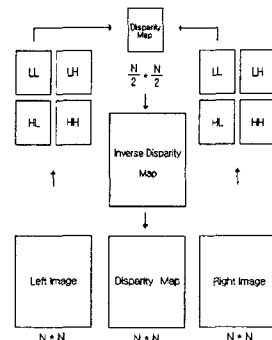 Disparity
Map
LL LH
LL LH
N/2 * N/2
HL HH
HL HH
Inverse Disparity
Map
Left Image
Disparity Map
Right Image
N * N
N * N
N * N